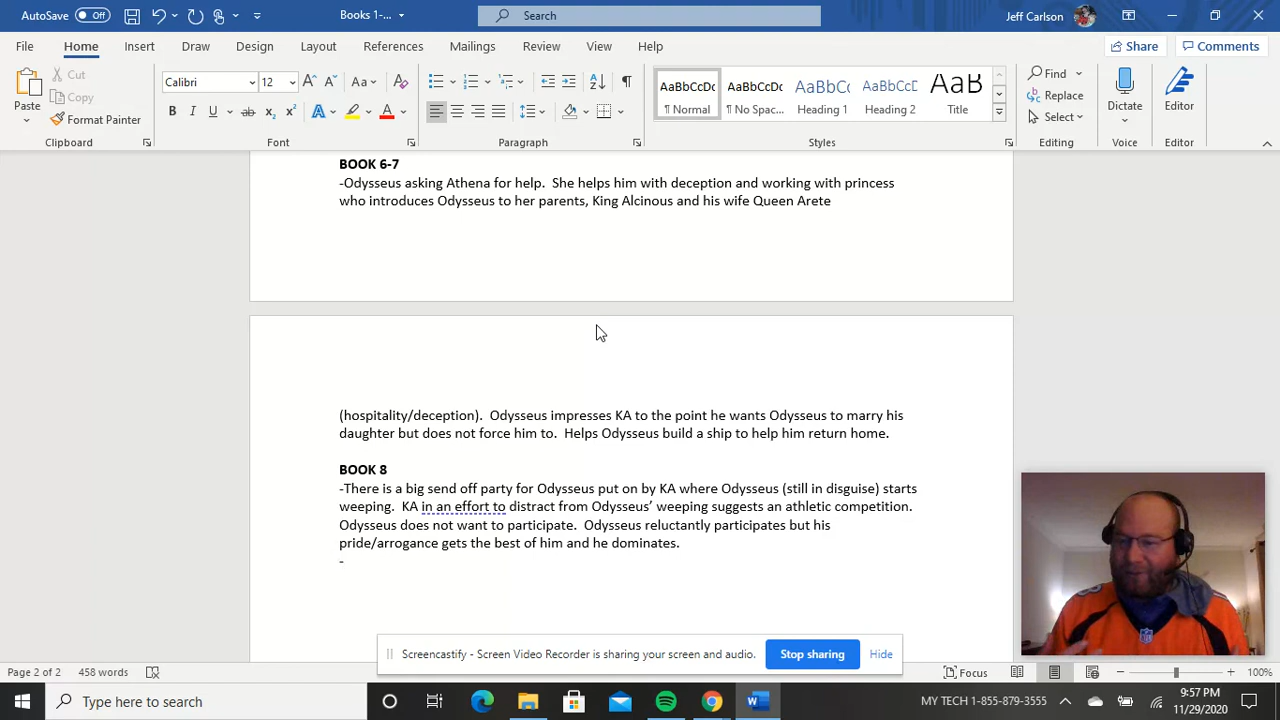 AutoSave Off Books 1-... Search Jeff Carlson
File Home Insert Draw Design Layout References Mailings Review View Help Share Comments
Paste Cut Copy Format Painter Clipboard
Calibri 12 Font
Paragraph
AaBbCcDc ¶ Normal AaBbCcDc ¶ No Spac... AaBbCc Heading 1 AaBbCcE Heading 2 AaB Title Styles
Find Replace Select Editing
Dictate Voice
Editor Editor
BOOK 6-7
-Odysseus asking Athena for help.  She helps him with deception and working with princess
who introduces Odysseus to her parents, King Alcinous and his wife Queen Arete
(hospitality/deception).  Odysseus impresses KA to the point he wants Odysseus to marry his
daughter but does not force him to.  Helps Odysseus build a ship to help him return home.
BOOK 8
-There is a big send off party for Odysseus put on by KA where Odysseus (still in disguise) starts
weeping.  KA in an effort to distract from Odysseus’ weeping suggests an athletic competition.
Odysseus does not want to participate.  Odysseus reluctantly participates but his
pride/arrogance gets the best of him and he dominates.
-
Screencastify - Screen Video Recorder is sharing your screen and audio. Stop sharing Hide
Page 2 of 2 458 words Focus 100%
Type here to search MY TECH 1-855-879-3555 9:57 PM
11/29/2020